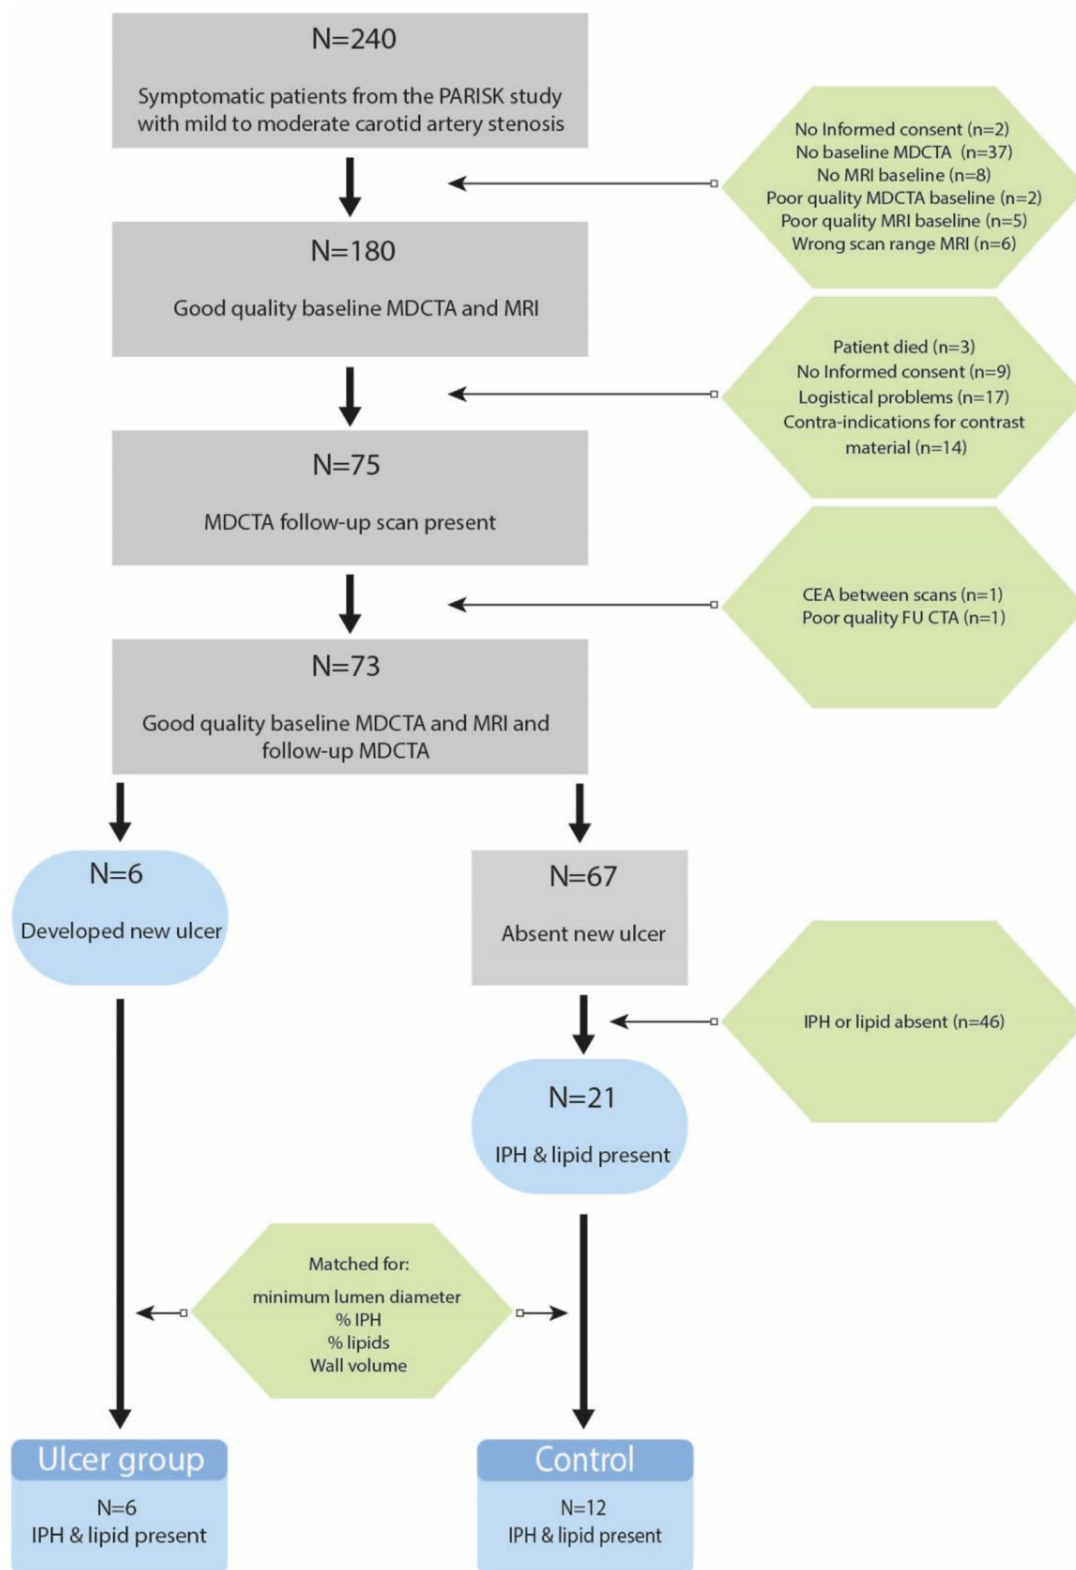 N=240
Symptomatic patients from the PARISK study
with mild to moderate carotid artery stenosis
No Informed consent (n=2)
No baseline MDCTA (n=37)
No MRI baseline (n=8)
Poor quality MDCTA baseline (n=2)
Poor quality MRI baseline (n=5)
Wrong scan range MRI (n=6)
N=180
Good quality baseline MDCTA and MRI
Patient died (n=3)
No Informed consent (n=9)
Logistical problems (n=17)
Contra-indications for contrast
material (n=14)
N=75
MDCTA follow-up scan present
CEA between scans (n=1)
Poor quality FU CTA (n=1)
N=73
Good quality baseline MDCTA and MRI and
follow-up MDCTA
N=6
Developed new ulcer
N=67
Absent new ulcer
IPH or lipid absent (n=46)
N=21
IPH & lipid present
Matched for:
minimum lumen diameter
% IPH
% lipids
Wall volume
Ulcer group
N=6
IPH & lipid present
Control
N=12
IPH & lipid present